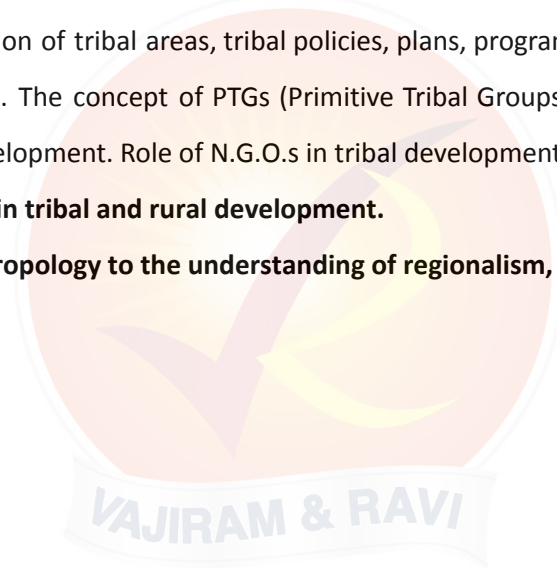 on of tribal areas, tribal policies, plans, progran
. The concept of PTGs (Primitive Tribal Groups
elopment. Role of N.G.O.s in tribal development
in tribal and rural development.
ropology to the understanding of regionalism,
VAJIRAM & RAVI